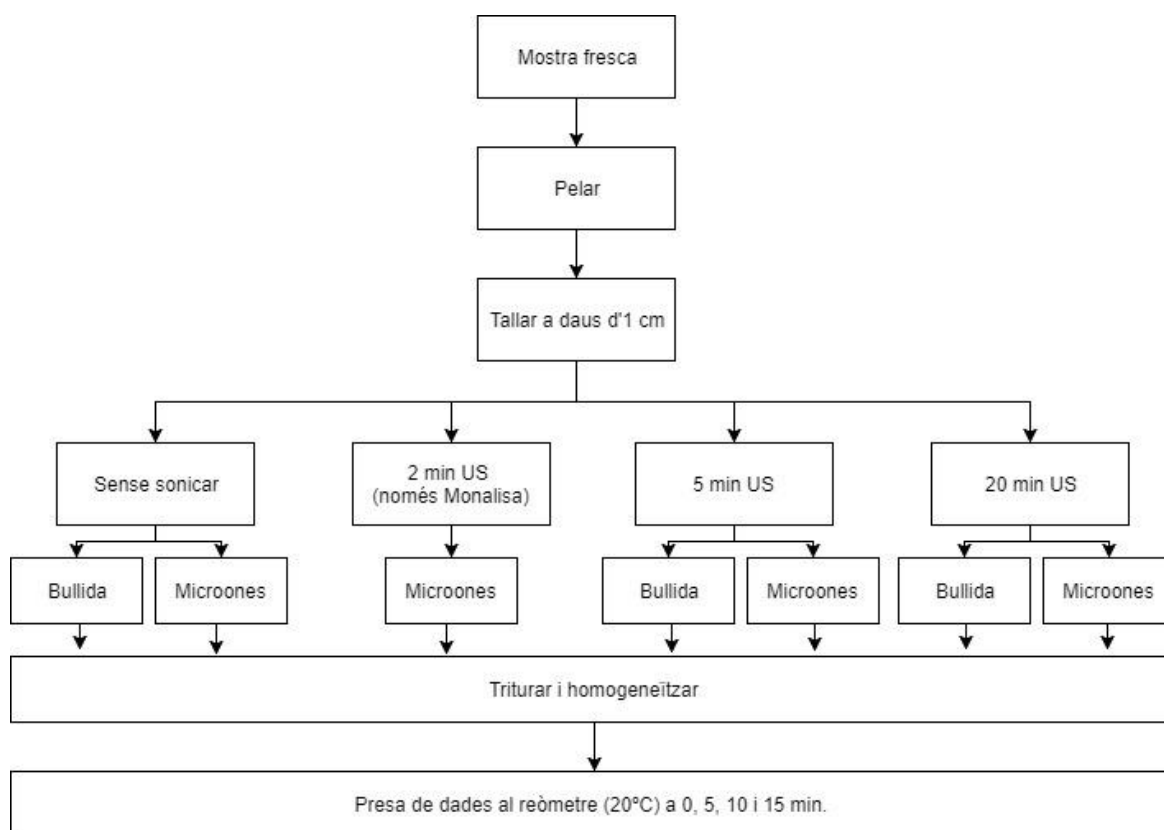 Mostra fresca
Pelar
Tallar a daus d'1 cm
Sense sonicar
2 min US
(només Monalisa)
5 min US
20 min US
Bullida
Microones
Microones
Bullida
Microones
Bullida
Microones
Triturar i homogeneïtzar
Presa de dades al reòmetre (20ºC) a 0, 5, 10 i 15 min.